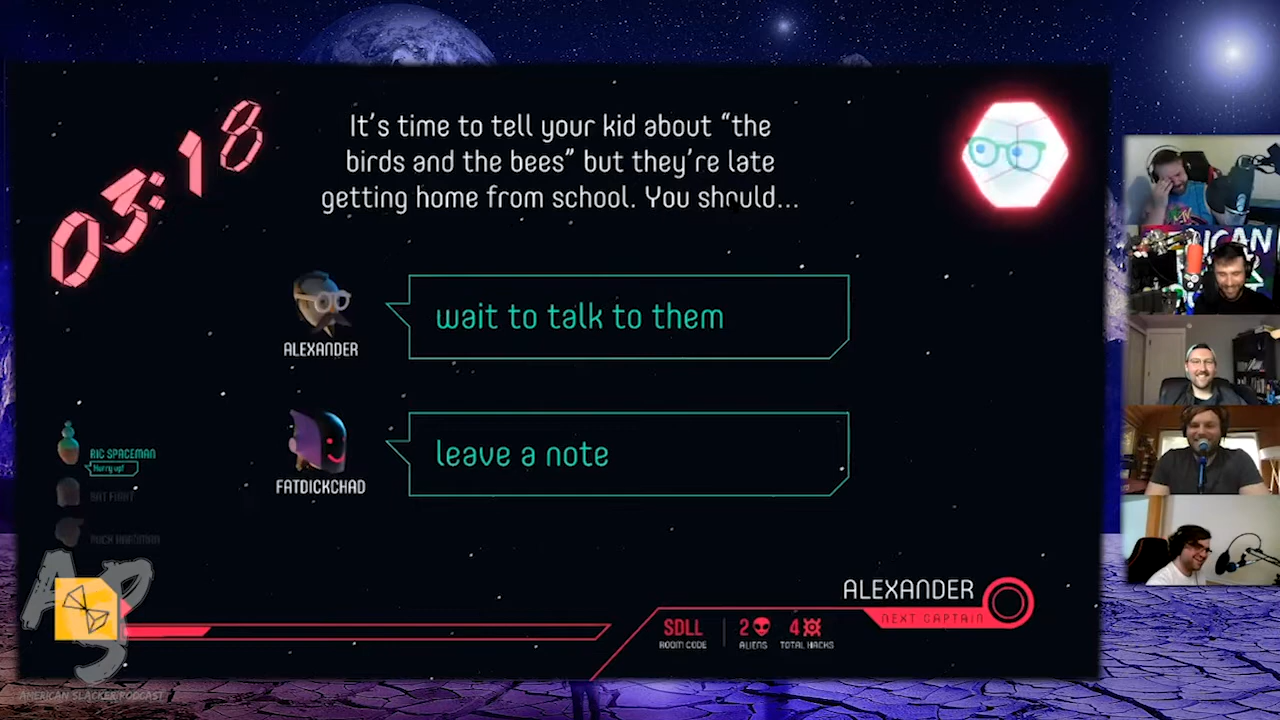 03:18
It's time to tell your kid about "the
birds and the bees" but they're late
getting home from school. You should...
wait to talk to them
ALEXANDER
leave a note
FATDICKCHAD
RIC SPACEMAN
Hurry up!
ALEXANDER
NEXT CAPTAIN
SDLL
ROOM CODE
2
ALIENS
4
TOTAL HACKS
AMERICAN SLACKER PODCAST